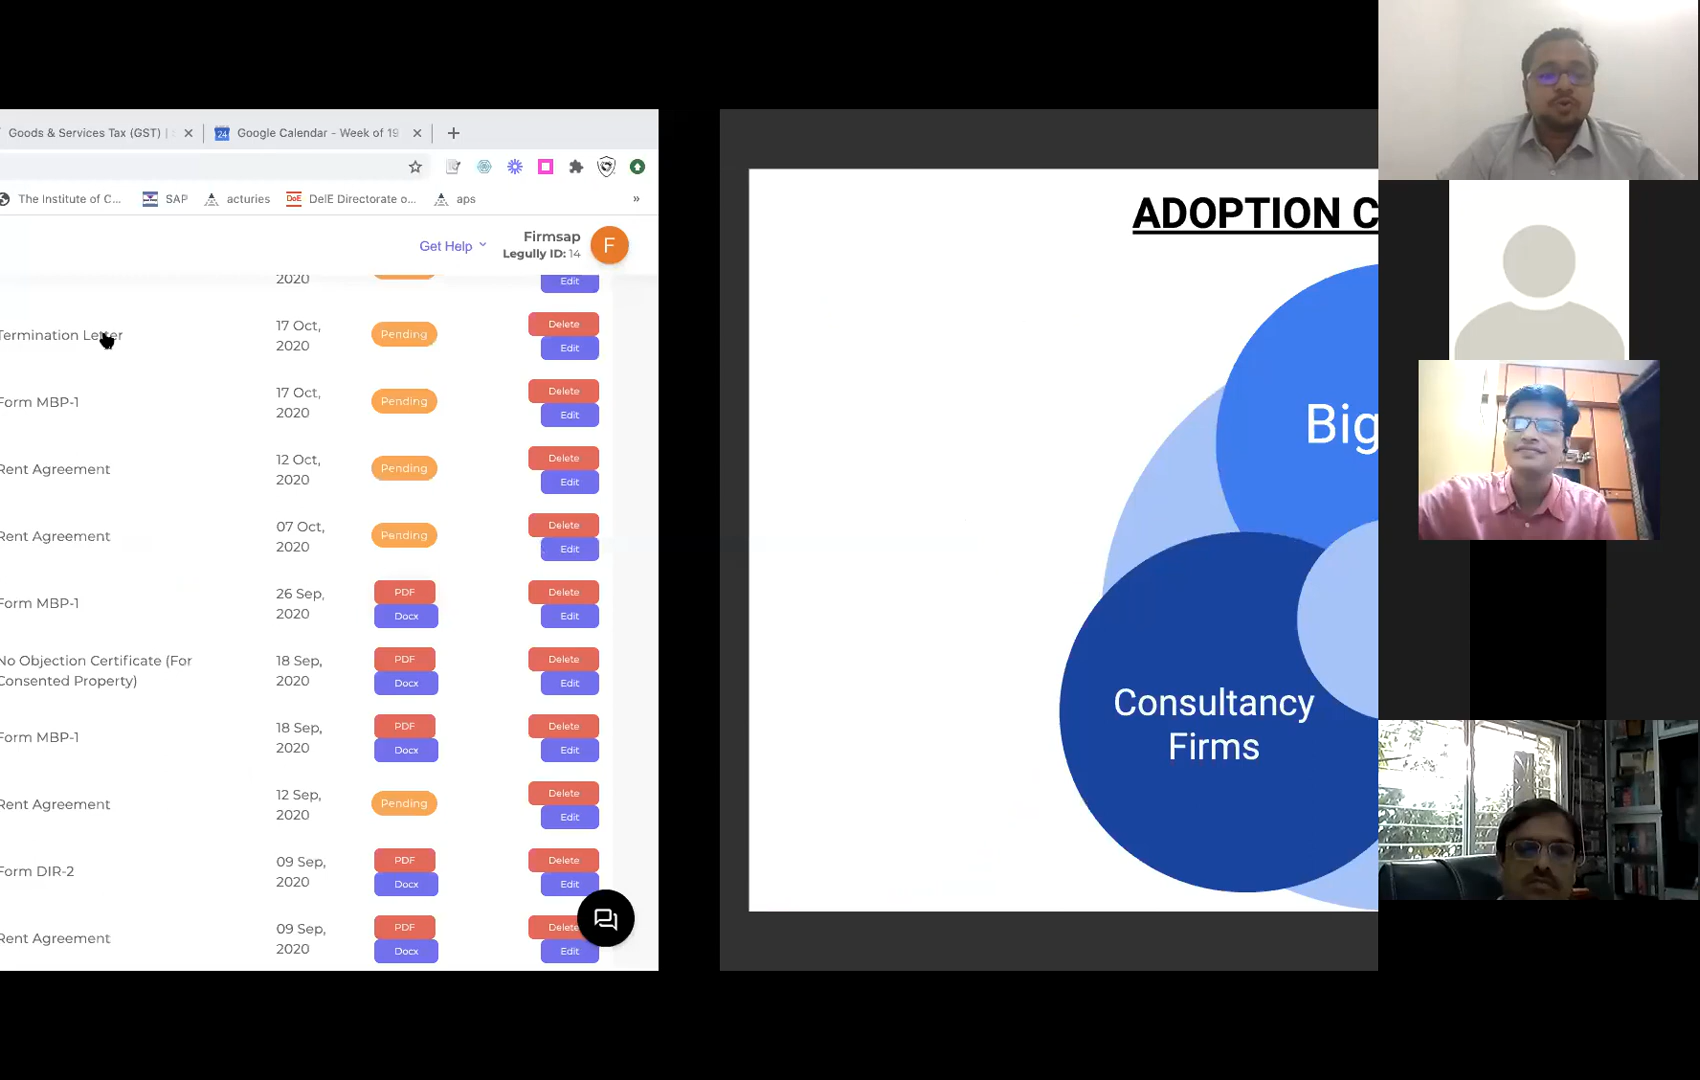 Goods & Services Tax (GST) |
Google Calendar - Week of 19
The Institute of C...
SAP
acturies
DoE
DelE Directorate o...
aps
»
Get Help
Firmsap
Legully ID: 14
F
2020
Edit
Termination Letter
17 Oct,
2020
Pending
Delete
Edit
Form MBP-1
17 Oct,
2020
Pending
Delete
Edit
Rent Agreement
12 Oct,
2020
Pending
Delete
Edit
Rent Agreement
07 Oct,
2020
Pending
Delete
Edit
Form MBP-1
26 Sep,
2020
PDF
Docx
Delete
Edit
No Objection Certificate (For
Consented Property)
18 Sep,
2020
PDF
Docx
Delete
Edit
Form MBP-1
18 Sep,
2020
PDF
Docx
Delete
Edit
Rent Agreement
12 Sep,
2020
Pending
Delete
Edit
Form DIR-2
09 Sep,
2020
PDF
Docx
Delete
Edit
Rent Agreement
09 Sep,
2020
PDF
Docx
Delete
Edit
ADOPTION C
Big
Consultancy
Firms